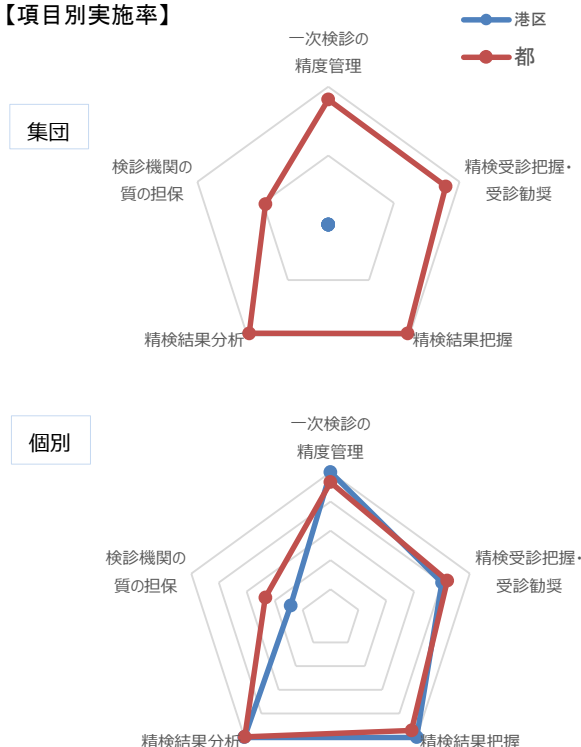 【項目別実施率】
港区
都
集団
一次検診の
精度管理
精検受診把握・
受診勧奨
精検結果把握
精検結果分析
検診機関の
質の担保
個別
一次検診の
精度管理
精検受診把握・
受診勧奨
精検結果把握
精検結果分析
検診機関の
質の担保